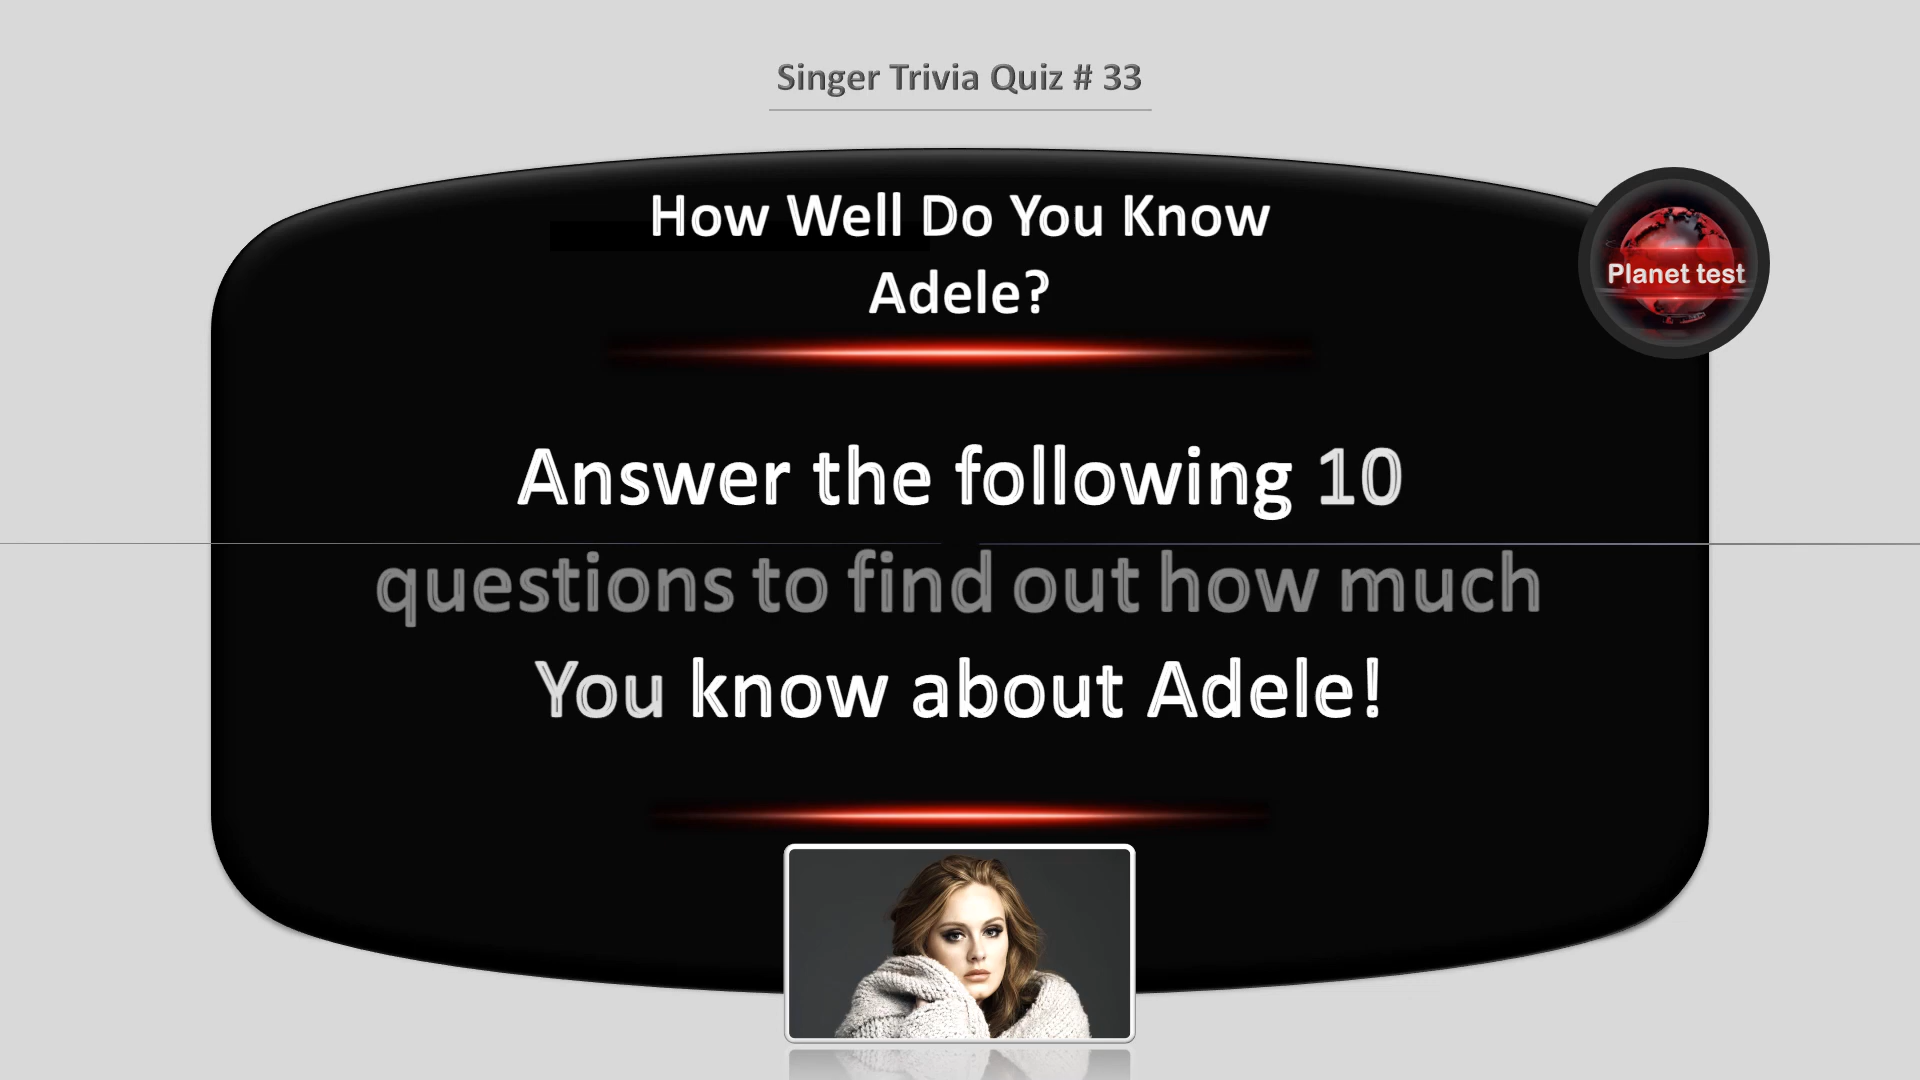 Singer Trivia Quiz # 33
How Well Do You Know
Adele?
Planet test
Answer the following 10
questions to find out how much
You know about Adele!